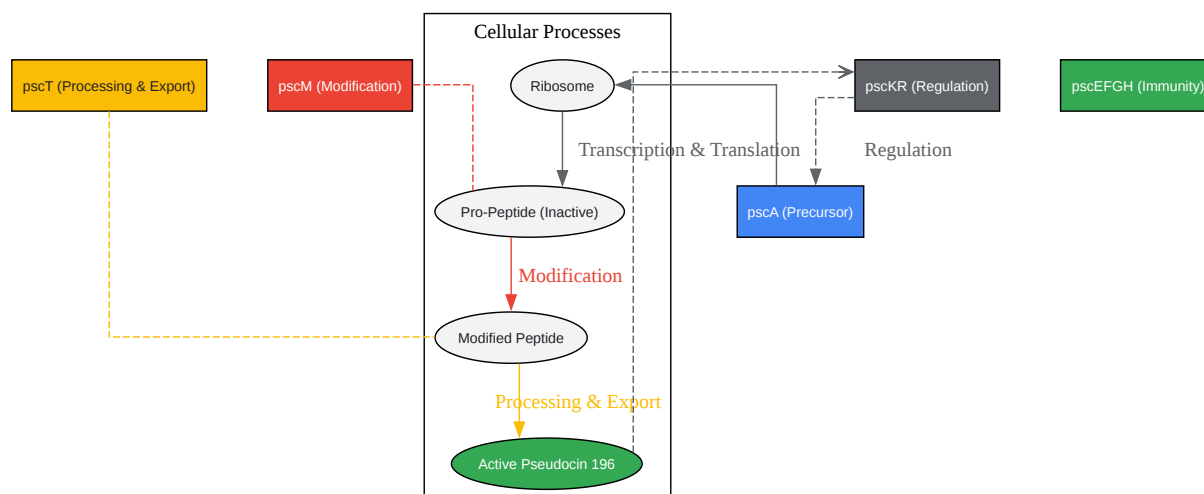 Cellular Processes
pscT (Processing & Export)
pscM (Modification)
Ribosome
pscKR (Regulation)
pscEFGH (Immunity)
Transcription & Translation
Regulation
Pro-Peptide (Inactive)
pscA (Precursor)
Modification
Modified Peptide
Processing & Export
Active Pseudocin 196